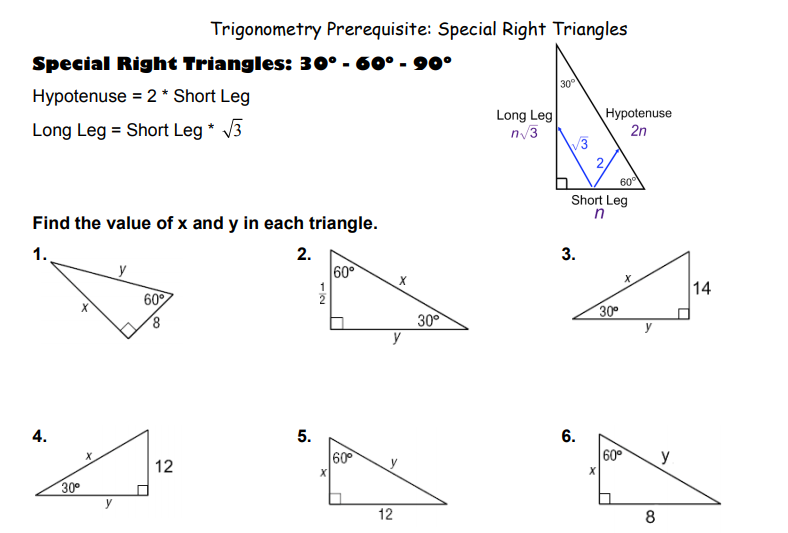 Trigonometry Prerequisite: Special Right Triangles
Special Right Triangles: 30° - 60° - 90°
Hypotenuse = 2 * Short Leg
Long Leg = Short Leg * √3
30°
Long Leg
n√3
Hypotenuse
2n
√3
2
60°
Short Leg
n
Find the value of x and y in each triangle.
1.
y
60°
x
8
2.
60°
x
1/2
30°
y
3.
x
14
30°
y
4.
x
12
30°
y
5.
60°
y
x
12
6.
60°
y
x
8